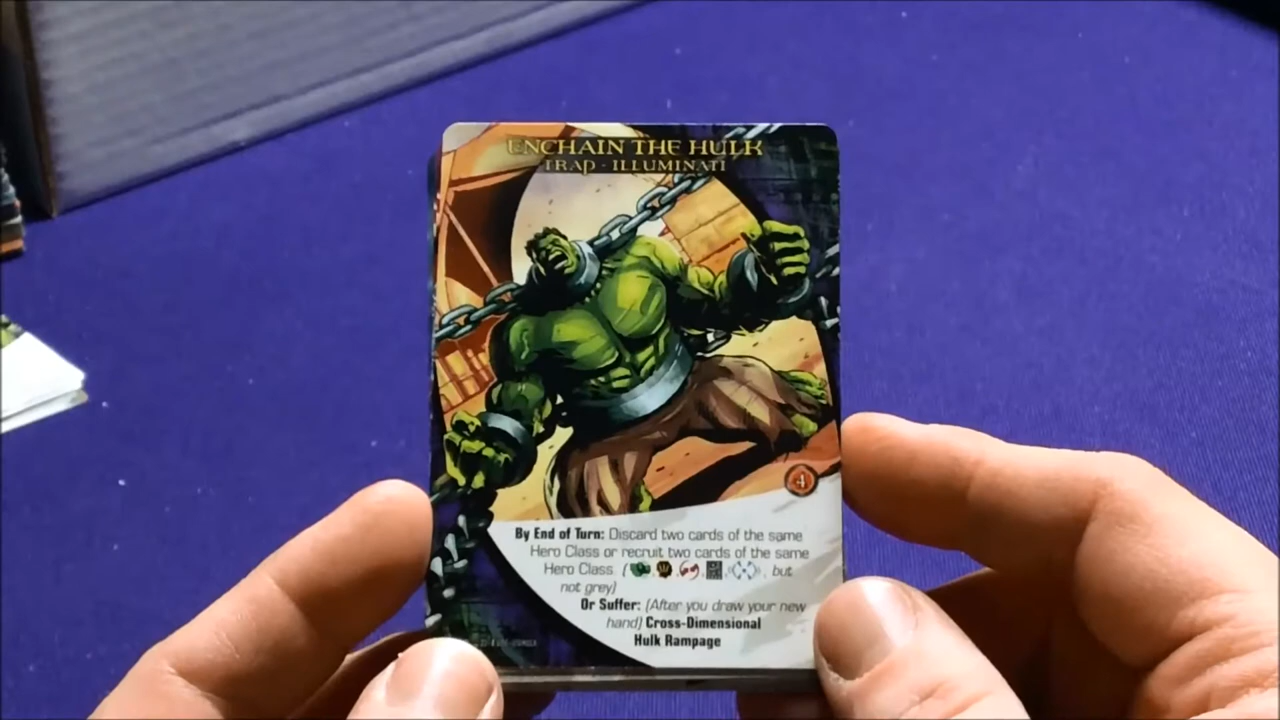 ENCHAIN THE HULK
TRAP - ILLUMINATI
4
By End of Turn: Discard two cards of the same
Hero Class or recruit two cards of the same
Hero Class. ( , , , , , but
not grey)
Or Suffer: (After you draw your new
hand) Cross-Dimensional
Hulk Rampage